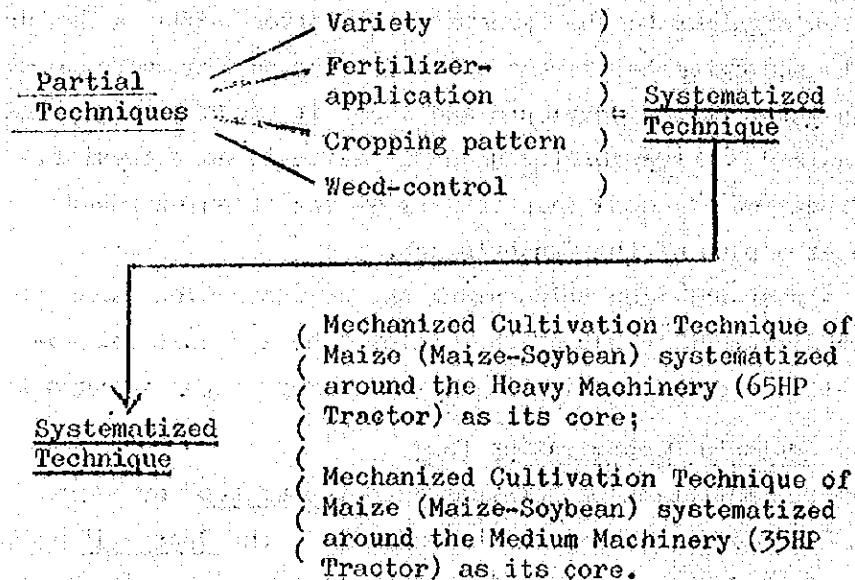 Variety )
Partial Techniques
Fertilizer-application )
)
= Systematized Technique
Cropping pattern )
Weed-control )
Systematized Technique
( Mechanized Cultivation Technique of
( Maize (Maize-Soybean) systematized
( around the Heavy Machinery (65HP
( Tractor) as its core;
( Mechanized Cultivation Technique of
( Maize (Maize-Soybean) systematized
( around the Medium Machinery (35HP
( Tractor) as its core.